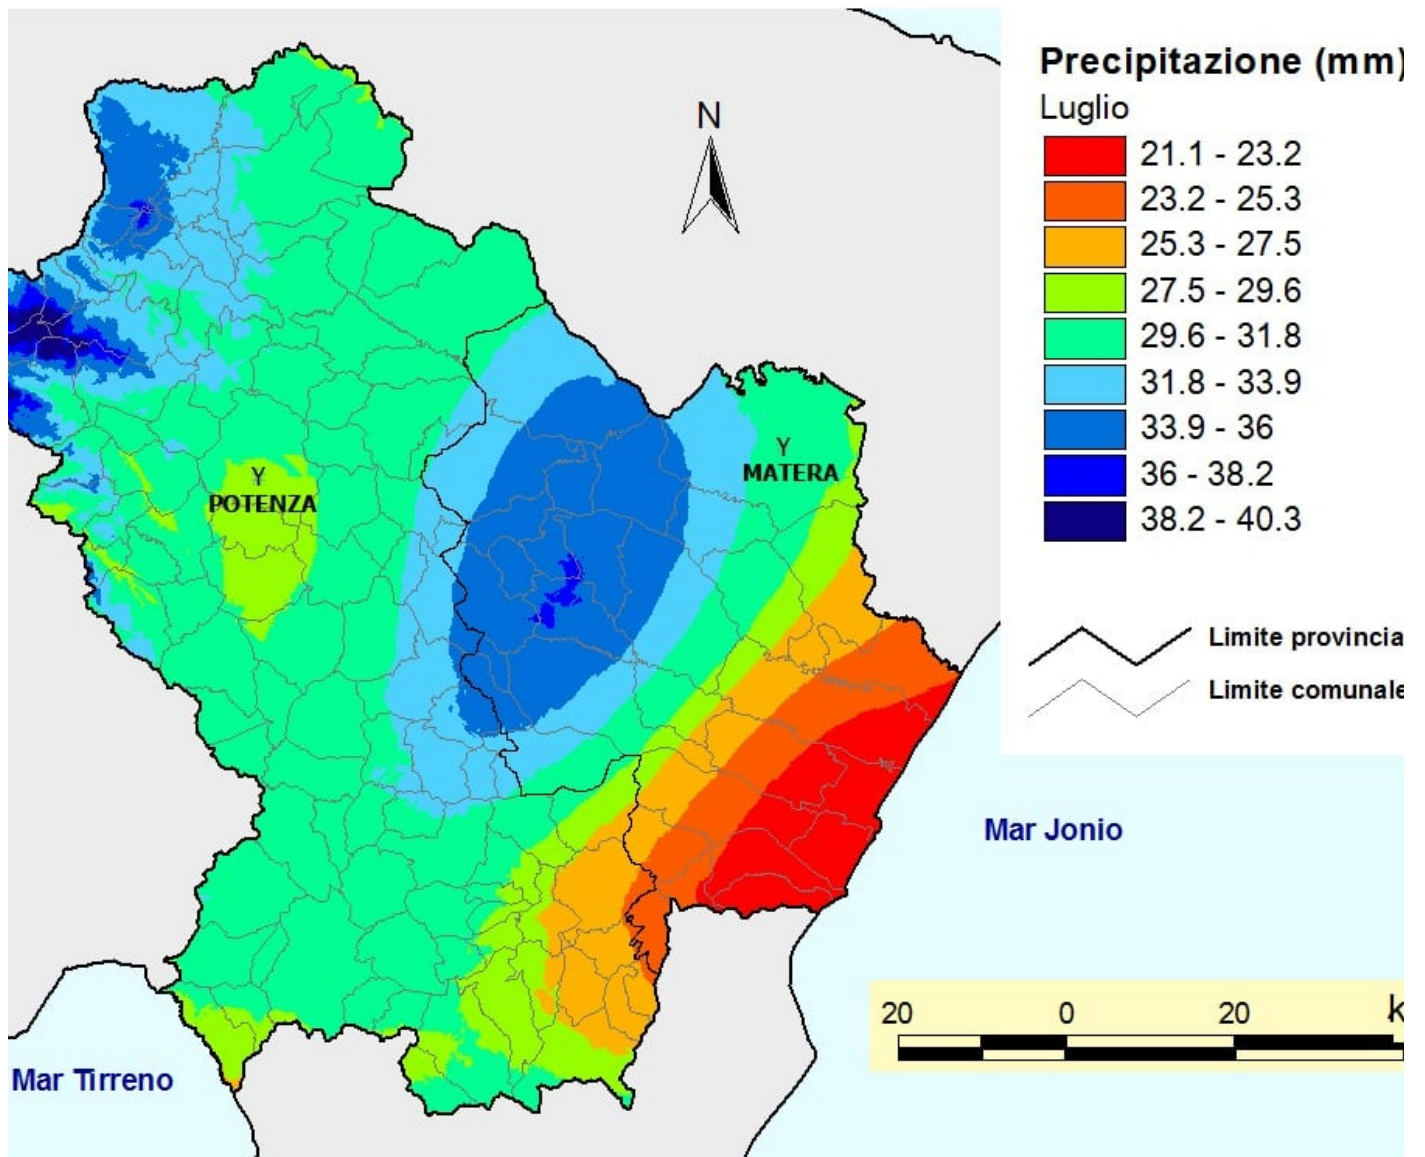 Precipitazione (mm)
Luglio
21.1 - 23.2
23.2 - 25.3
25.3 - 27.5
27.5 - 29.6
29.6 - 31.8
31.8 - 33.9
33.9 - 36
36 - 38.2
38.2 - 40.3
N
Y
MATERA
Y
POTENZA
Limite provincia
Limite comunale
Mar Jonio
20 0 20 k
Mar Tirreno